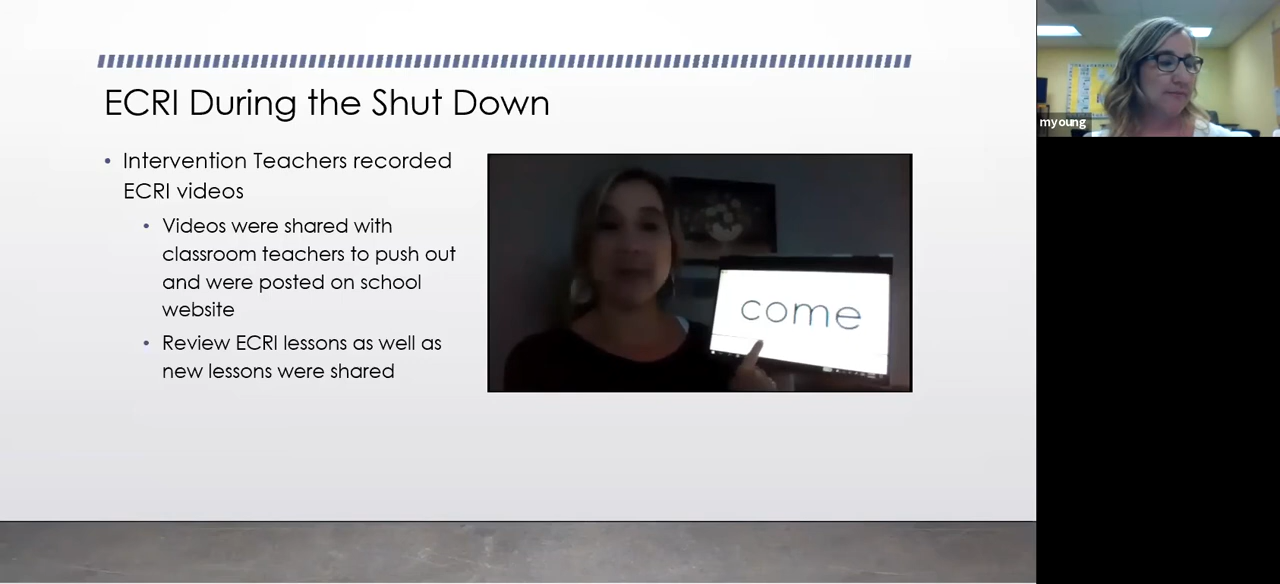 ECRI During the Shut Down
• Intervention Teachers recorded
ECRI videos
• Videos were shared with
classroom teachers to push out
and were posted on school
website
• Review ECRI lessons as well as
new lessons were shared
come
myoung